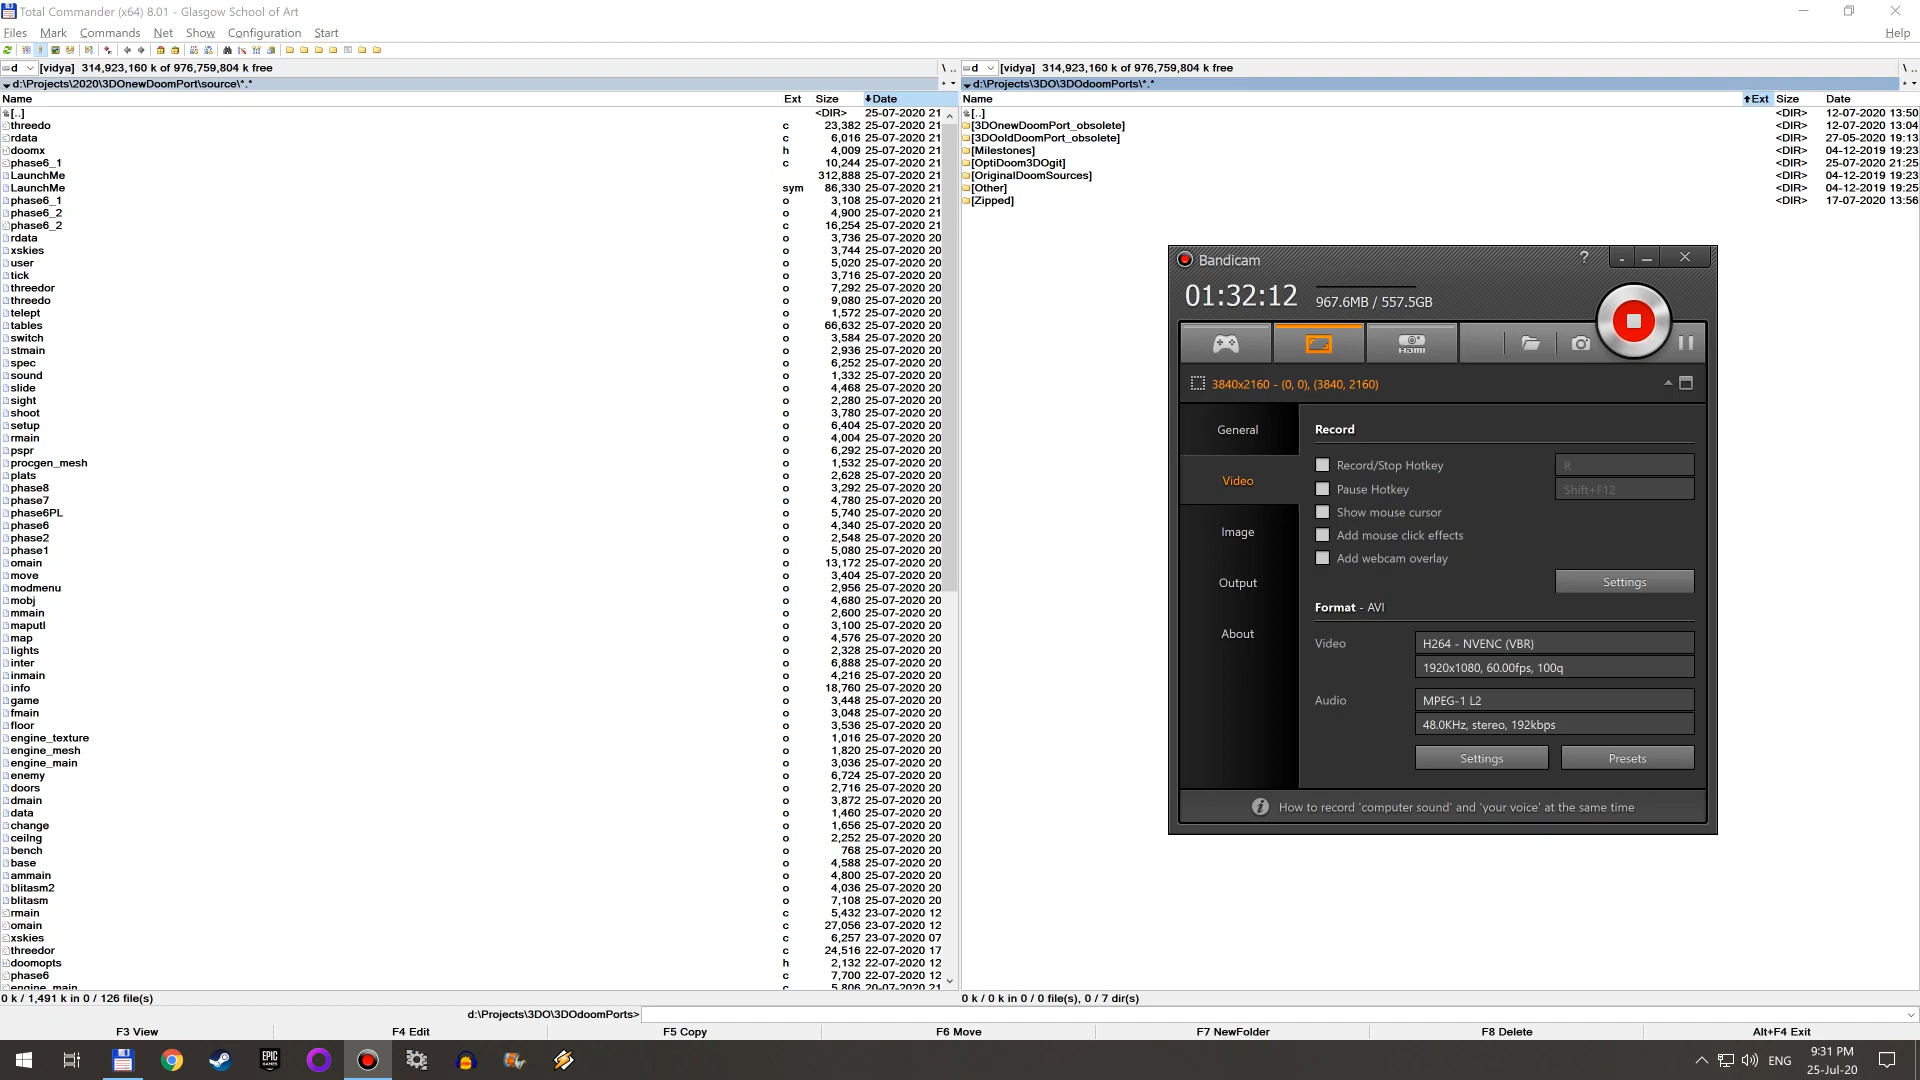 Total Commander (x64) 8.01 - Glasgow School of Art
Files Mark Commands Net Show Configuration Start Help
d [vidya] 314,923,160 k of 976,759,804 k free \ ..
d [vidya] 314,923,160 k of 976,759,804 k free \ ..
d:\Projects\2020\3DOnewDoomPort\source\*.*
d:\Projects\3DO\3DOdoomPorts\*.*
Name Ext Size Date
Name Ext Size Date
[..] <DIR> 25-07-2020 21
threedo c 23,382 25-07-2020 21
rdata c 6,016 25-07-2020 21
doomx h 4,009 25-07-2020 21
phase6_1 c 10,244 25-07-2020 21
LaunchMe 312,888 25-07-2020 21
LaunchMe sym 86,330 25-07-2020 21
phase6_1 o 3,108 25-07-2020 21
phase6_2 o 4,900 25-07-2020 21
phase6_2 c 16,254 25-07-2020 21
rdata o 3,736 25-07-2020 20
xskies o 3,744 25-07-2020 20
user o 5,020 25-07-2020 20
tick o 3,716 25-07-2020 20
threedor o 7,292 25-07-2020 20
threedo o 9,080 25-07-2020 20
telept o 1,572 25-07-2020 20
tables o 66,632 25-07-2020 20
switch o 3,584 25-07-2020 20
stmain o 2,936 25-07-2020 20
spec o 6,252 25-07-2020 20
sound o 1,332 25-07-2020 20
slide o 4,468 25-07-2020 20
sight o 2,280 25-07-2020 20
shoot o 3,780 25-07-2020 20
setup o 6,404 25-07-2020 20
rmain o 4,004 25-07-2020 20
pspr o 6,292 25-07-2020 20
procgen_mesh o 1,532 25-07-2020 20
plats o 2,628 25-07-2020 20
phase8 o 3,292 25-07-2020 20
phase7 o 4,780 25-07-2020 20
phase6PL o 5,740 25-07-2020 20
phase6 o 4,340 25-07-2020 20
phase2 o 2,548 25-07-2020 20
phase1 o 5,080 25-07-2020 20
omain o 13,172 25-07-2020 20
move o 3,404 25-07-2020 20
modmenu o 2,956 25-07-2020 20
mobj o 4,680 25-07-2020 20
mmain o 2,600 25-07-2020 20
maputl o 3,100 25-07-2020 20
map o 4,576 25-07-2020 20
lights o 2,328 25-07-2020 20
inter o 6,888 25-07-2020 20
inmain o 4,216 25-07-2020 20
info o 18,760 25-07-2020 20
game o 3,448 25-07-2020 20
fmain o 3,048 25-07-2020 20
floor o 3,536 25-07-2020 20
engine_texture o 1,016 25-07-2020 20
engine_mesh o 1,820 25-07-2020 20
engine_main o 3,036 25-07-2020 20
enemy o 6,724 25-07-2020 20
doors o 2,716 25-07-2020 20
dmain o 3,872 25-07-2020 20
data o 1,460 25-07-2020 20
change o 1,656 25-07-2020 20
ceilng o 2,252 25-07-2020 20
bench o 768 25-07-2020 20
base o 4,588 25-07-2020 20
ammain o 4,800 25-07-2020 20
blitasm2 o 4,036 25-07-2020 20
blitasm o 7,108 25-07-2020 20
rmain c 5,432 23-07-2020 12
omain c 27,056 23-07-2020 12
xskies c 6,257 23-07-2020 07
threedor c 24,516 22-07-2020 17
doomopts h 2,132 22-07-2020 12
phase6 c 7,700 22-07-2020 12
engine_main c 5,806 20-07-2020 21
[..] <DIR> 12-07-2020 13:50
[3DOnewDoomPort_obsolete] <DIR> 12-07-2020 13:04
[3DOoldDoomPort_obsolete] <DIR> 27-05-2020 19:13
[Milestones] <DIR> 04-12-2019 19:23
[OptiDoom3DOgit] <DIR> 25-07-2020 21:25
[OriginalDoomSources] <DIR> 04-12-2019 19:23
[Other] <DIR> 04-12-2019 19:25
[Zipped] <DIR> 17-07-2020 13:56
Bandicam ?
01:32:12 967.6MB / 557.5GB
HDMI
3840x2160 - (0, 0), (3840, 2160)
General
Video
Image
Output
About
Record
Record/Stop Hotkey R
Pause Hotkey Shift+F12
Show mouse cursor
Add mouse click effects
Add webcam overlay
Settings
Format - AVI
Video H264 - NVENC (VBR)
1920x1080, 60.00fps, 100q
Audio MPEG-1 L2
48.0KHz, stereo, 192kbps
Settings Presets
How to record 'computer sound' and 'your voice' at the same time
0 k / 1,491 k in 0 / 126 file(s)
0 k / 0 k in 0 / 0 file(s), 0 / 7 dir(s)
d:\Projects\3DO\3DOdoomPorts>
F3 View F4 Edit F5 Copy F6 Move F7 NewFolder F8 Delete Alt+F4 Exit
EPIC GAMES
ENG
9:31 PM
25-Jul-20